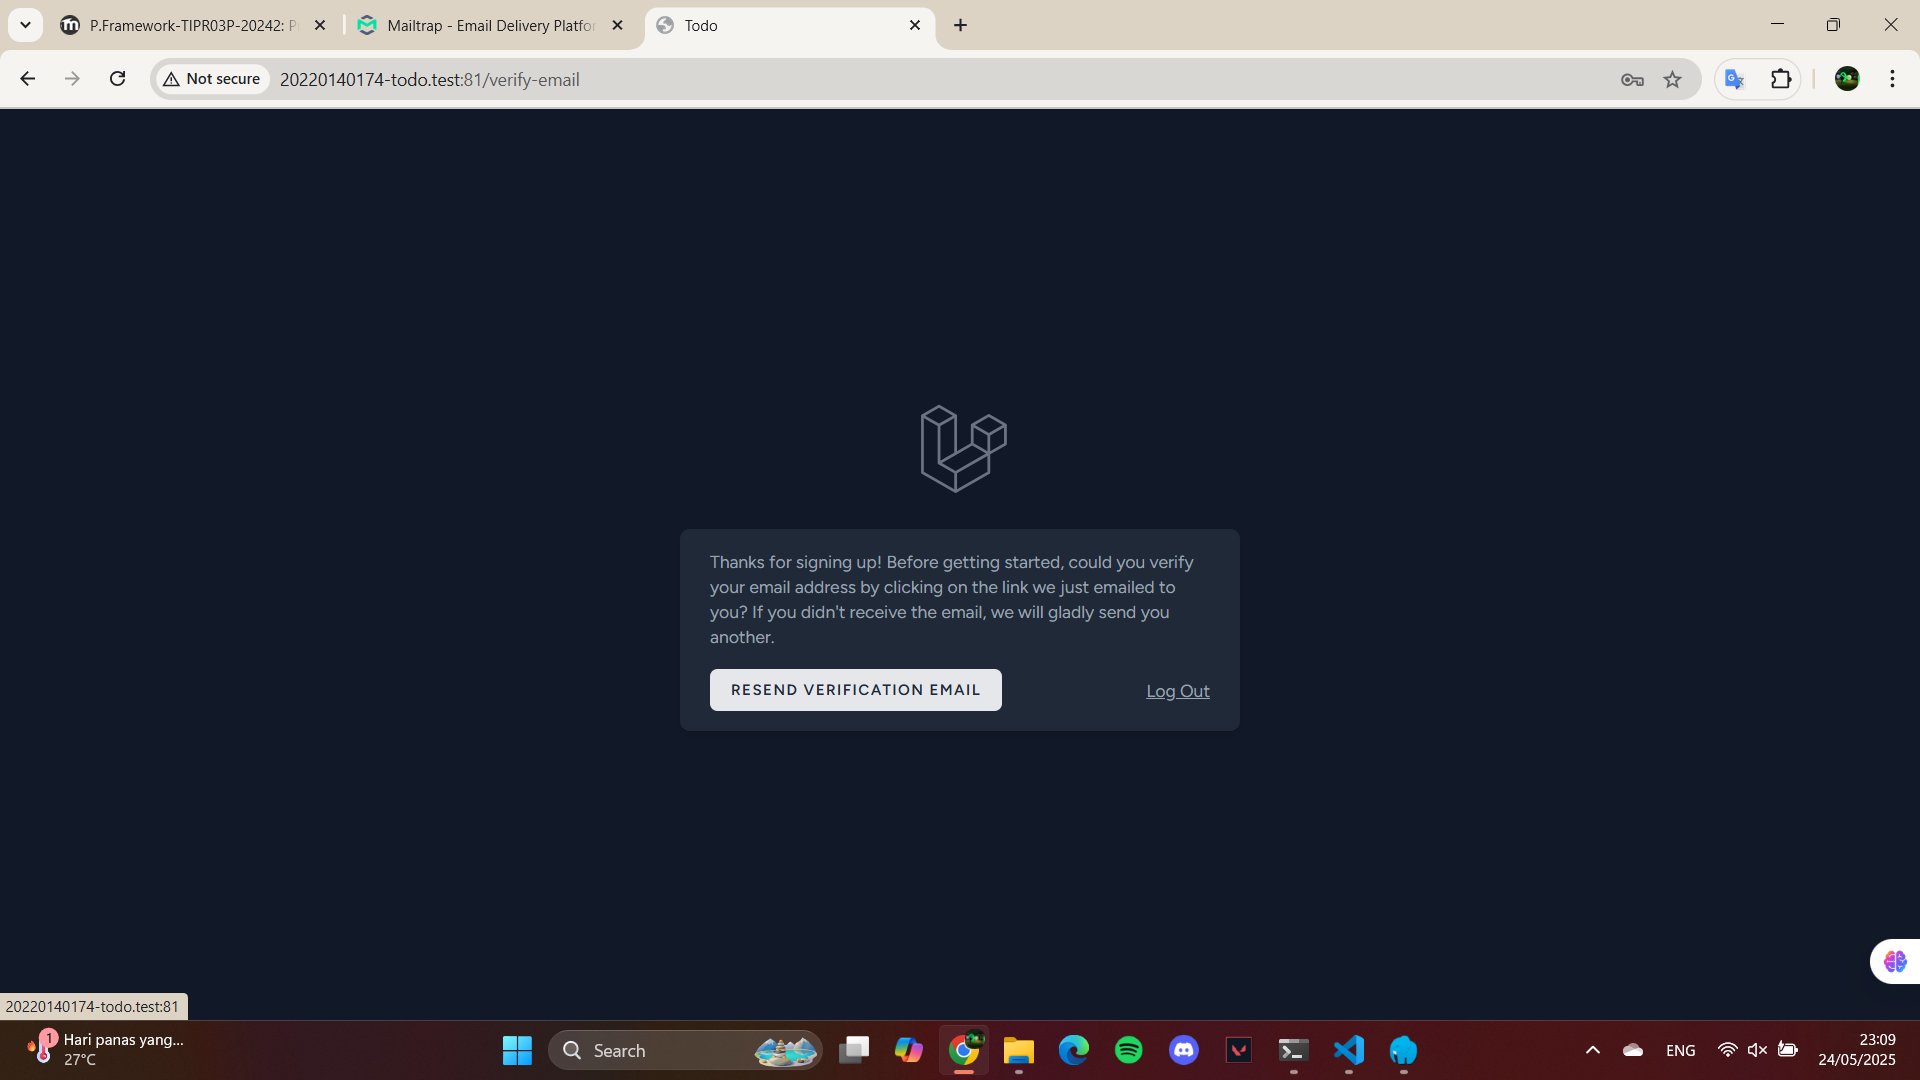 P.Framework-TIPR03P-20242: P
Mailtrap - Email Delivery Platfor
Todo
Not secure
20220140174-todo.test:81/verify-email
Thanks for signing up! Before getting started, could you verify
your email address by clicking on the link we just emailed to
you? If you didn't receive the email, we will gladly send you
another.
RESEND VERIFICATION EMAIL
Log Out
20220140174-todo.test:81
1
Hari panas yang...
27°C
Search
ENG
23:09
24/05/2025